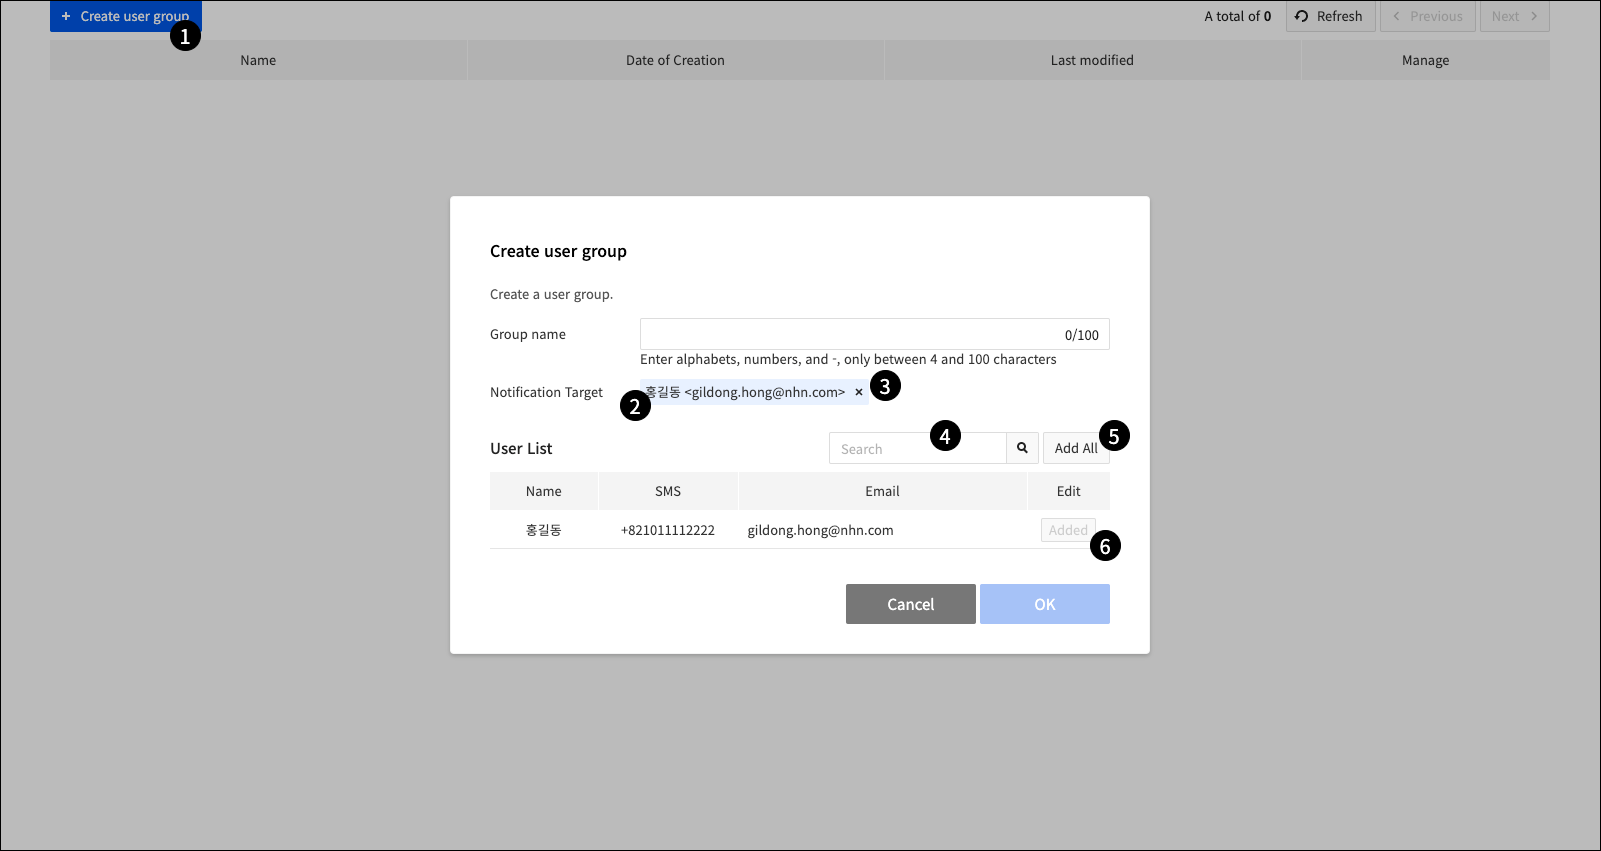 + Create user group
1
A total of 0
Refresh
< Previous
Next >
Name Date of Creation Last modified Manage
Create user group
Create a user group.
Group name
0/100
Enter alphabets, numbers, and -, only between 4 and 100 characters
Notification Target
2
홍길동 <gildong.hong@nhn.com> ×
3
User List
Search
4
Add All
5
Name SMS Email Edit
홍길동 +821011112222 gildong.hong@nhn.com Added
6
Cancel
OK